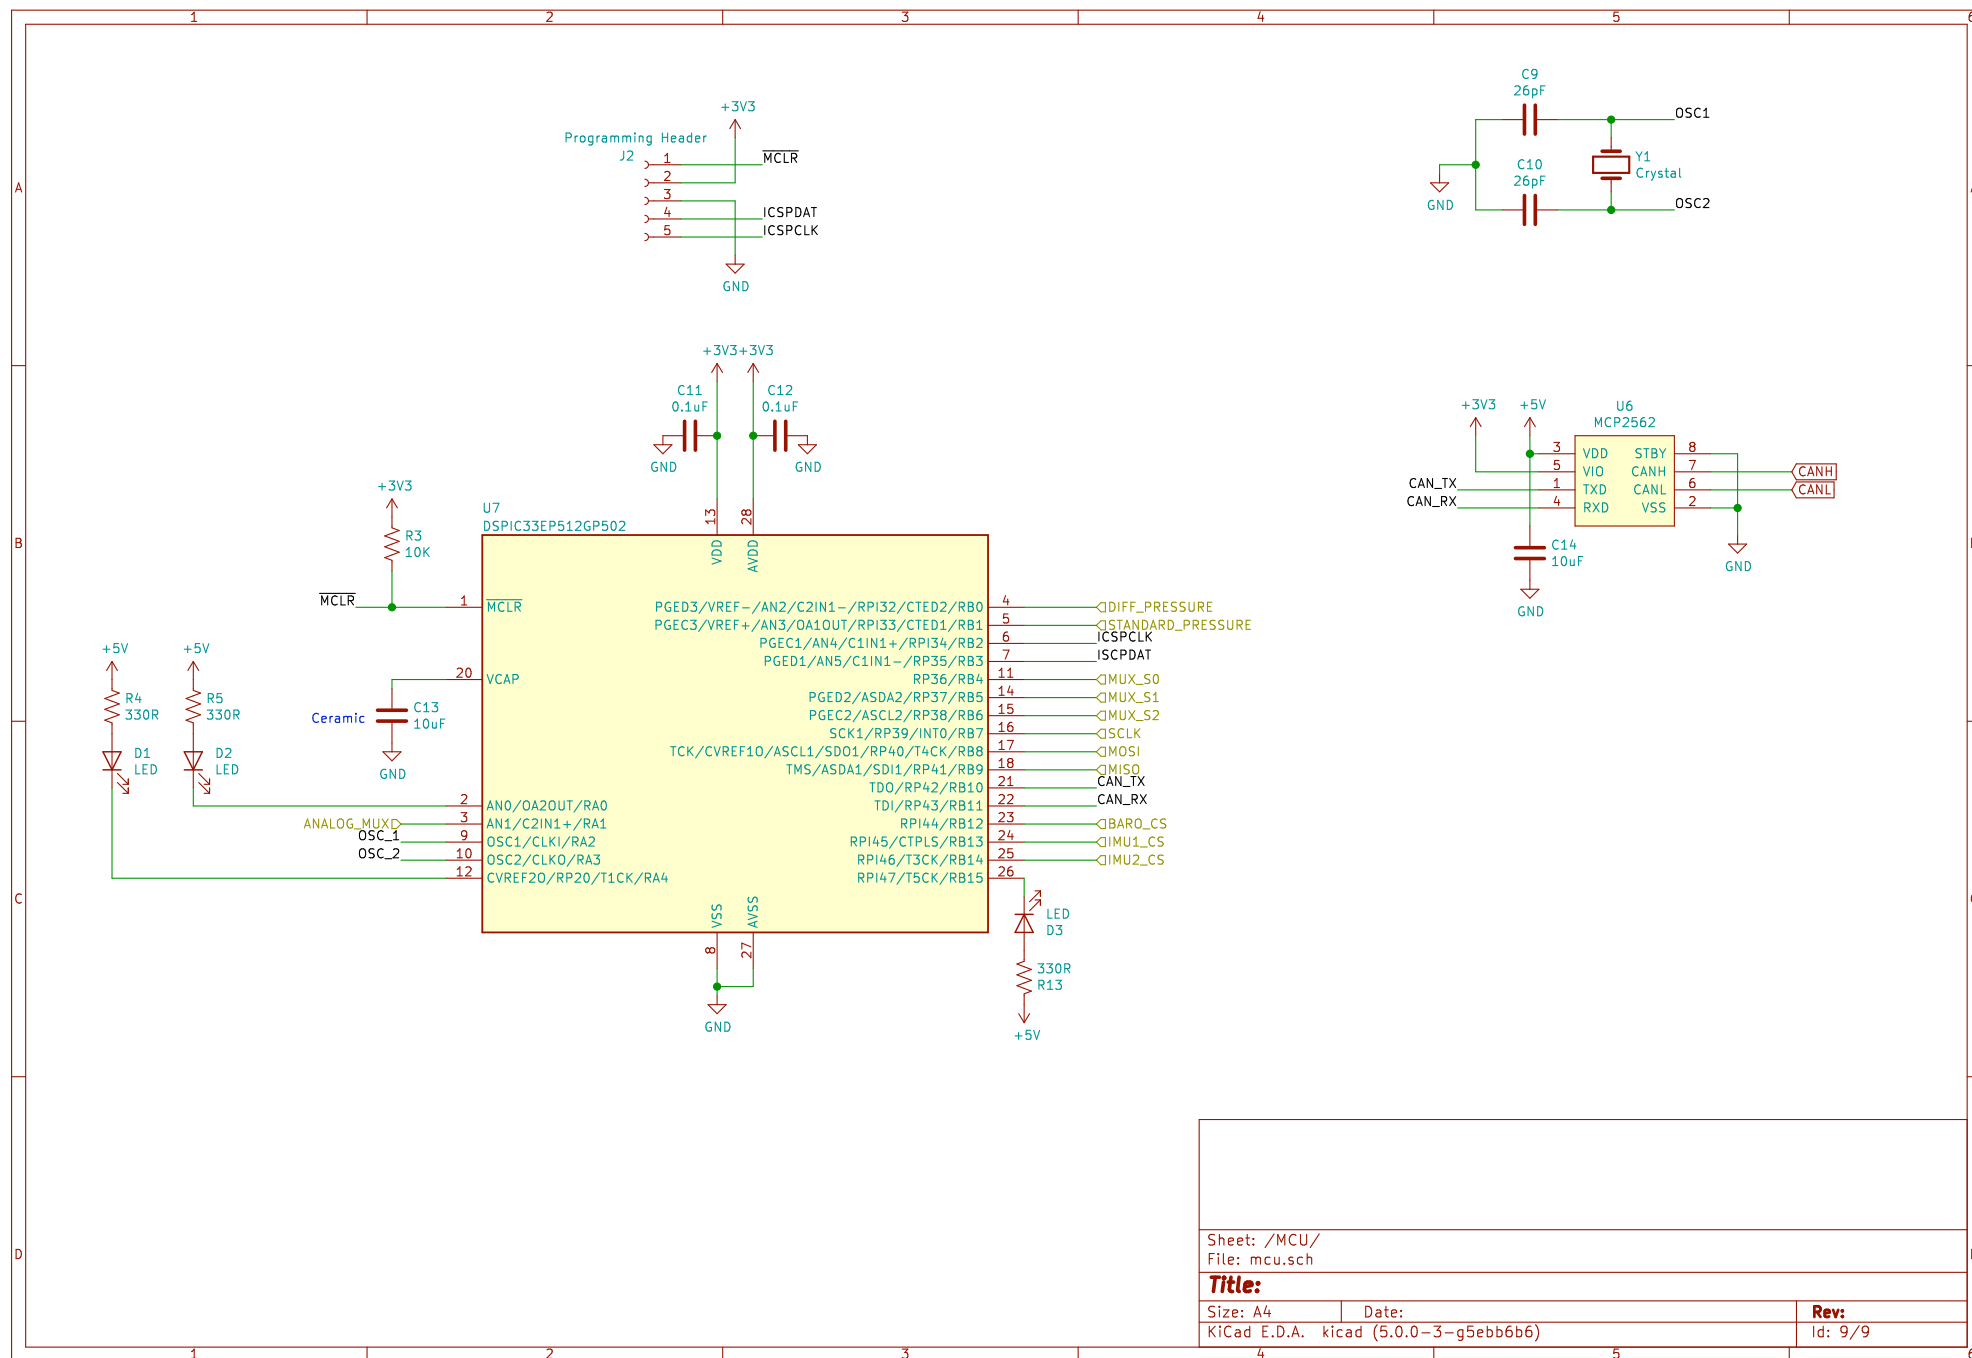 1 2 3 4 5 6
A
B
C
D
+3V3
Programming Header
J2
1 MCLR
2
3
4 ICSPDAT
5 ICSPCLK
GND
C9
26pF
OSC1
C10
26pF
Y1
Crystal
OSC2
GND
+3V3 +3V3
C11
0.1uF
C12
0.1uF
GND
GND
+3V3
R3
10K
MCLR
U7
DSPIC33EP512GP502
13 VDD
28 AVDD
1 MCLR
20 VCAP
2 AN0/OA2OUT/RA0
3 AN1/C2IN1+/RA1
9 OSC1/CLKI/RA2
10 OSC2/CLKO/RA3
12 CVREF2O/RP20/T1CK/RA4
8 VSS
27 AVSS
GND
PGED3/VREF-/AN2/C2IN1-/RPI32/CTED2/RB0 4 DIFF_PRESSURE
PGEC3/VREF+/AN3/OA1OUT/RPI33/CTED1/RB1 5 STANDARD_PRESSURE
PGEC1/AN4/C1IN1+/RPI34/RB2 6 ICSPCLK
PGED1/AN5/C1IN1-/RP35/RB3 7 ISCPDAT
RP36/RB4 11 MUX_S0
PGED2/ASDA2/RP37/RB5 14 MUX_S1
PGEC2/ASCL2/RP38/RB6 15 MUX_S2
SCK1/RP39/INT0/RB7 16 SCLK
TCK/CVREF1O/ASCL1/SDO1/RP40/T4CK/RB8 17 MOSI
TMS/ASDA1/SDI1/RP41/RB9 18 MISO
TDO/RP42/RB10 21 CAN_TX
TDI/RP43/RB11 22 CAN_RX
RPI44/RB12 23 BARO_CS
RPI45/CTPLS/RB13 24 IMU1_CS
RPI46/T3CK/RB14 25 IMU2_CS
RPI47/T5CK/RB15 26
LED
D3
330R
R13
+5V
+5V
R4
330R
D1
LED
+5V
R5
330R
D2
LED
Ceramic
C13
10uF
GND
ANALOG_MUX
OSC_1
OSC_2
+3V3
+5V
U6
MCP2562
3 VDD STBY 8
5 VIO CANH 7 CANH
CAN_TX 1 TXD CANL 6 CANL
CAN_RX 4 RXD VSS 2
C14
10uF
GND
GND
Sheet: /MCU/
File: mcu.sch
Title:
Size: A4 Date: Rev:
KiCad E.D.A. kicad (5.0.0-3-g5ebb6b6) Id: 9/9
1 2 3 4 5 6